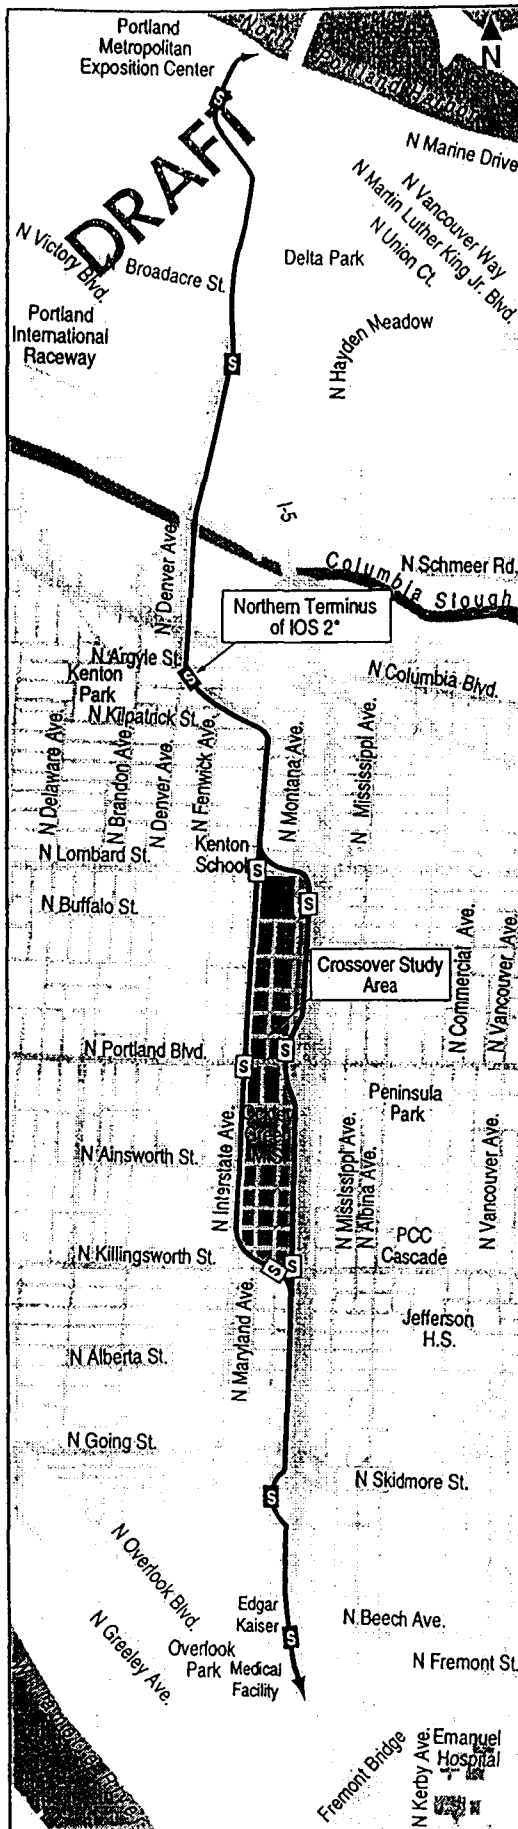 Portland
Metropolitan
Exposition Center
North Portland Harbor
N
S
DRAFT
N Marine Drive
N Vancouver Way
N Martin Luther King Jr. Blvd.
N Union Ct.
N Victory Blvd.
N Broadacre St.
Delta Park
Portland
International
Raceway
N Hayden Meadow
S
I-5
N Denver Ave.
Columbia Slough
N Schmeer Rd.
Northern Terminus
of IOS 2*
N Argyle St.
S
Kenton
Park
N Columbia Blvd.
N Kilpatrick St.
N Delaware Ave.
N Brandon Ave.
N Denver Ave.
N Fenwick Ave.
N Montana Ave.
N Mississippi Ave.
N Lombard St.
Kenton
School
S
N Buffalo St.
S
N Commercial Ave.
N Vancouver Ave.
Crossover Study
Area
N Portland Blvd.
S
S
Peninsula
Park
N Interstate Ave.
N Ainsworth St.
N Mississippi Ave.
N Albina Ave.
N Vancouver Ave.
PCC
Cascade
N Killingsworth St.
S
S
N Maryland Ave.
Jefferson
H.S.
N Alberta St.
N Going St.
N Skidmore St.
S
N Overlook Blvd.
N Greeley Ave.
Edgar
Kaiser
Medical
Facility
S
N Beech Ave.
Overlook
Park
N Fremont St.
Willamette River
Fremont Bridge
N Kerby Ave.
Emanuel
Hospital